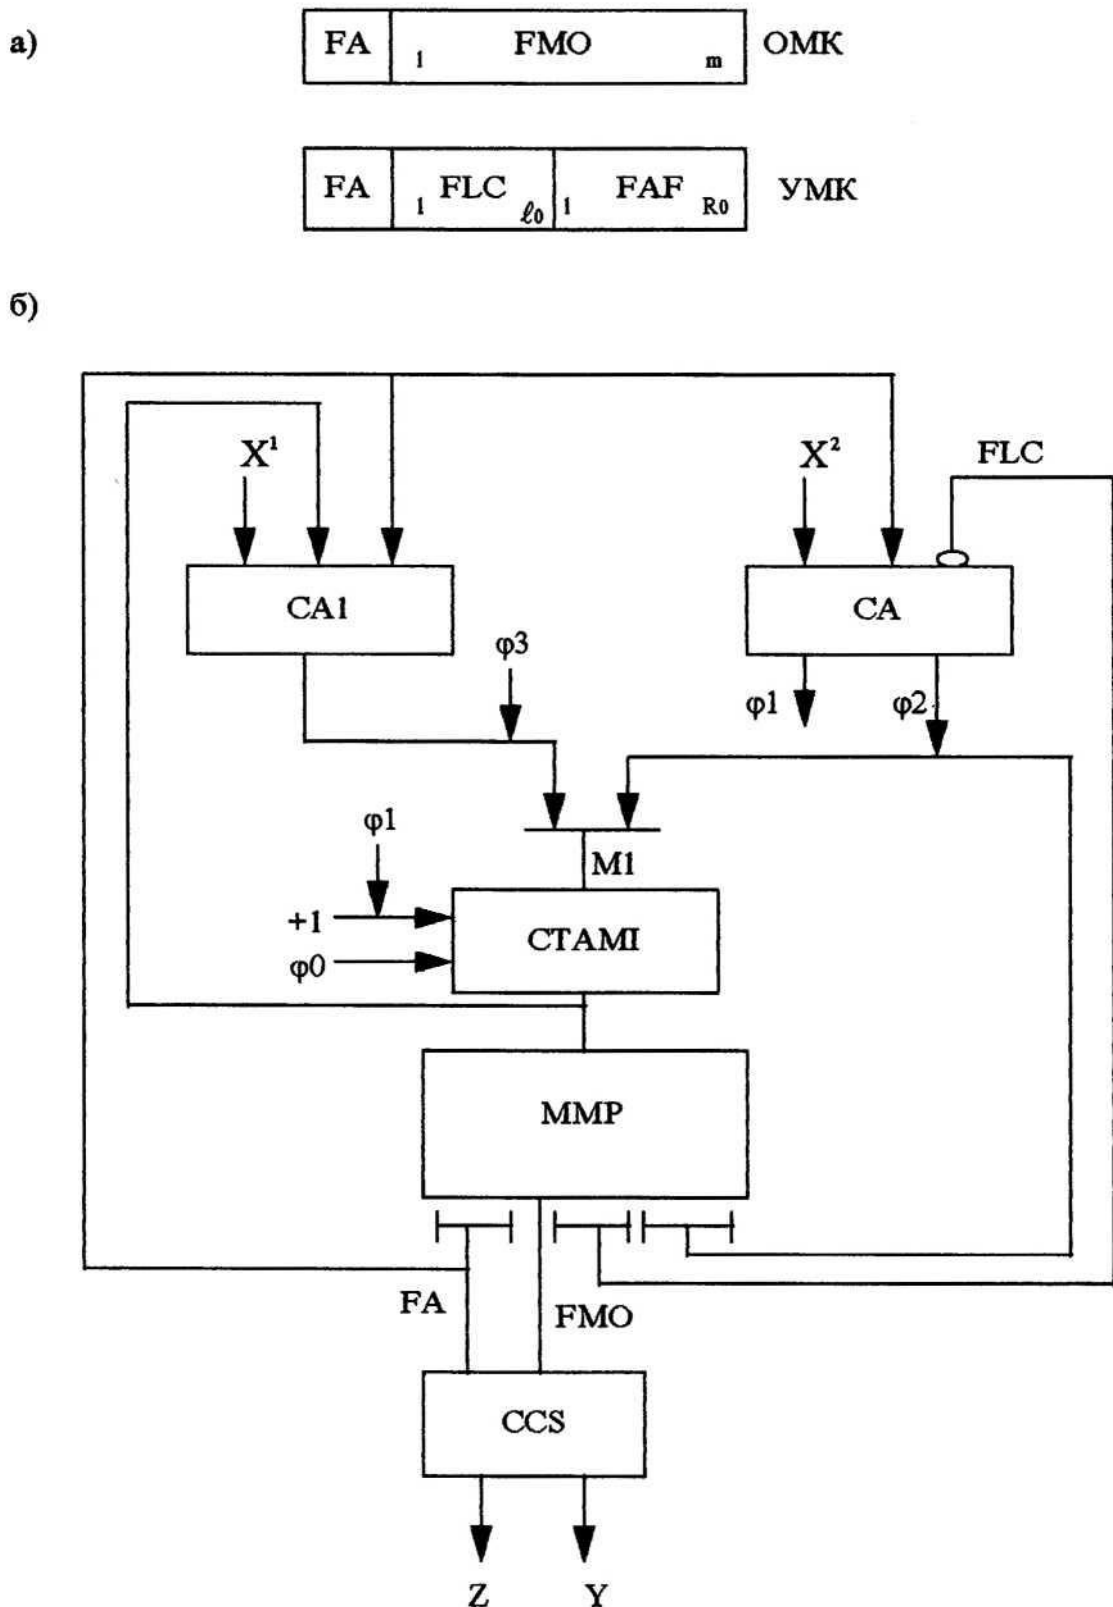 а)
FA 1 FMO m ОМК
FA 1 FLC ℓ0 1 FAF R0 УМК
б)
X¹ X² FLC
CA1 CA
φ3
φ1 φ2
φ1
M1
+1
CTAMI
φ0
MMP
FA FMO
CCS
Z Y